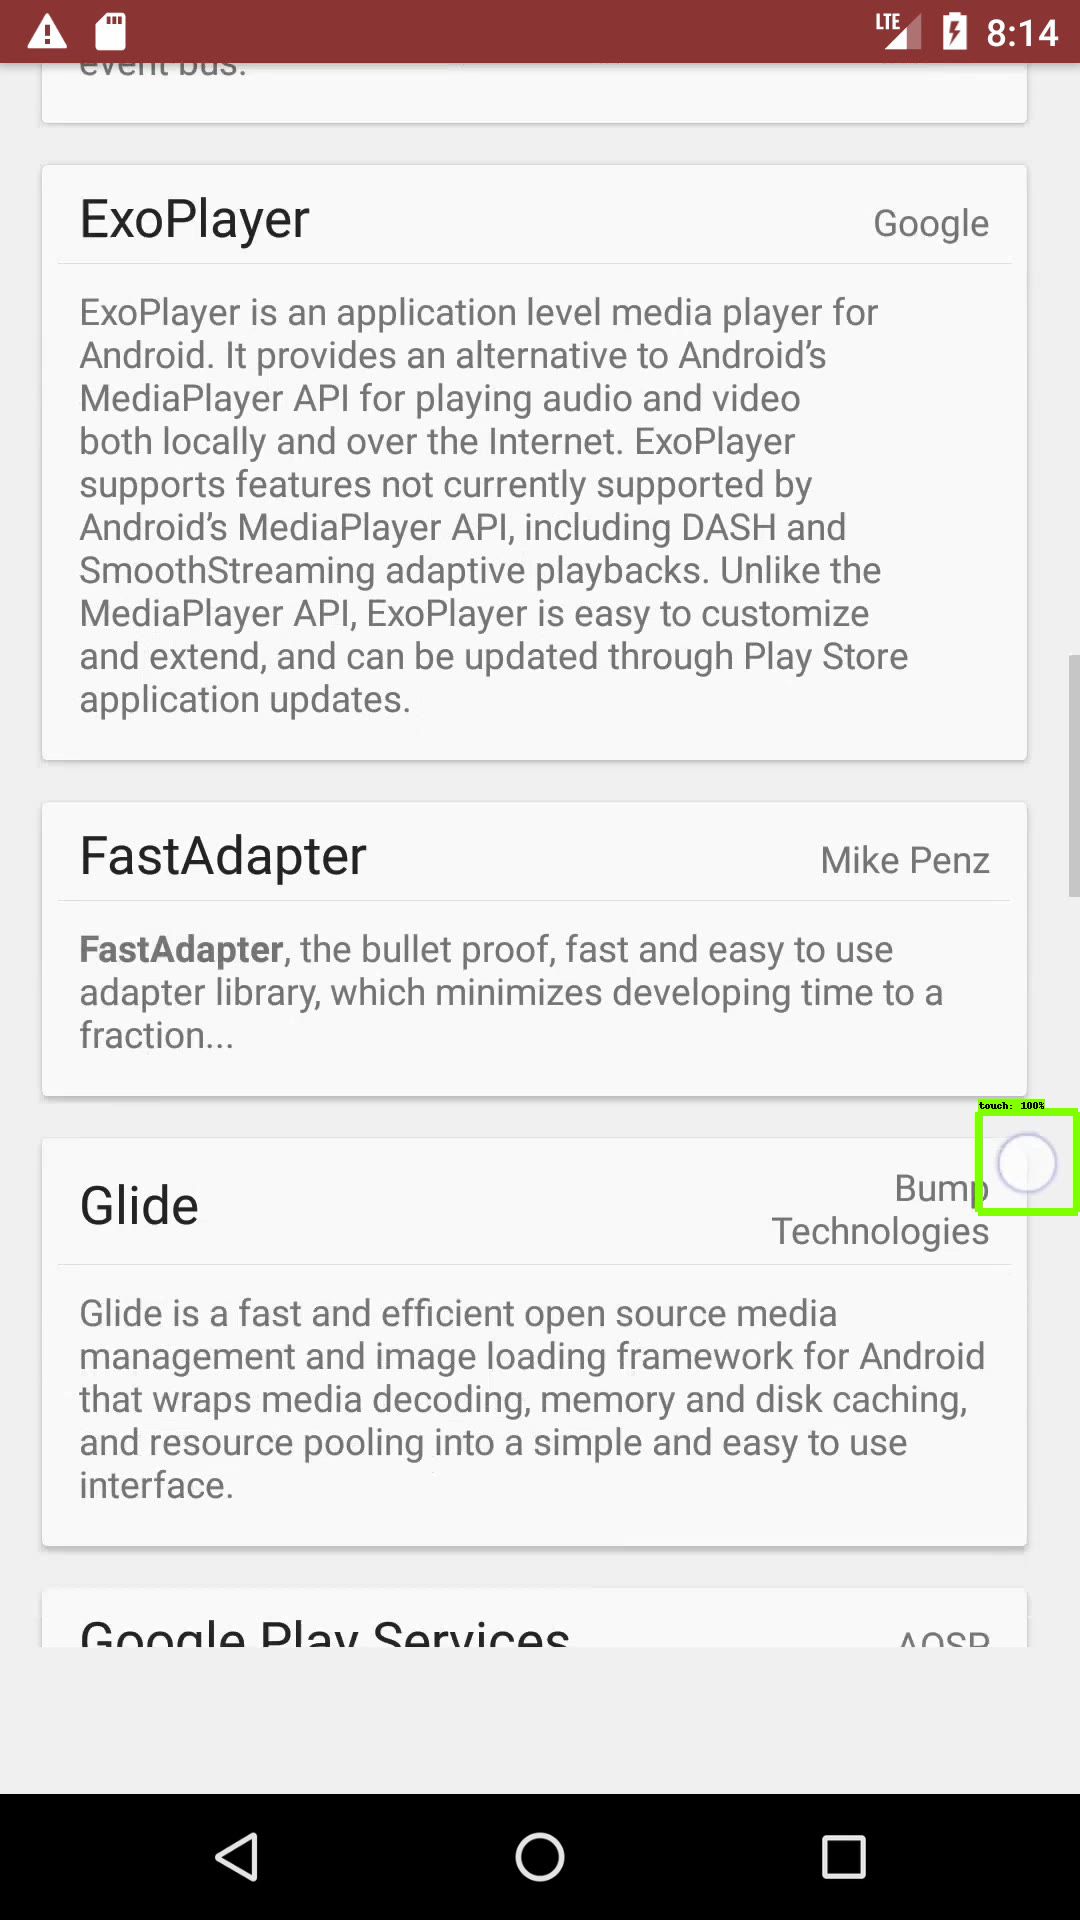 LTE 8:14
event bus.
ExoPlayer Google
ExoPlayer is an application level media player for
Android. It provides an alternative to Android’s
MediaPlayer API for playing audio and video
both locally and over the Internet. ExoPlayer
supports features not currently supported by
Android’s MediaPlayer API, including DASH and
SmoothStreaming adaptive playbacks. Unlike the
MediaPlayer API, ExoPlayer is easy to customize
and extend, and can be updated through Play Store
application updates.
FastAdapter Mike Penz
FastAdapter, the bullet proof, fast and easy to use
adapter library, which minimizes developing time to a
fraction...
touch: 100%
Glide Bump
Technologies
Glide is a fast and efficient open source media
management and image loading framework for Android
that wraps media decoding, memory and disk caching,
and resource pooling into a simple and easy to use
interface.
Google Play Services AOSP